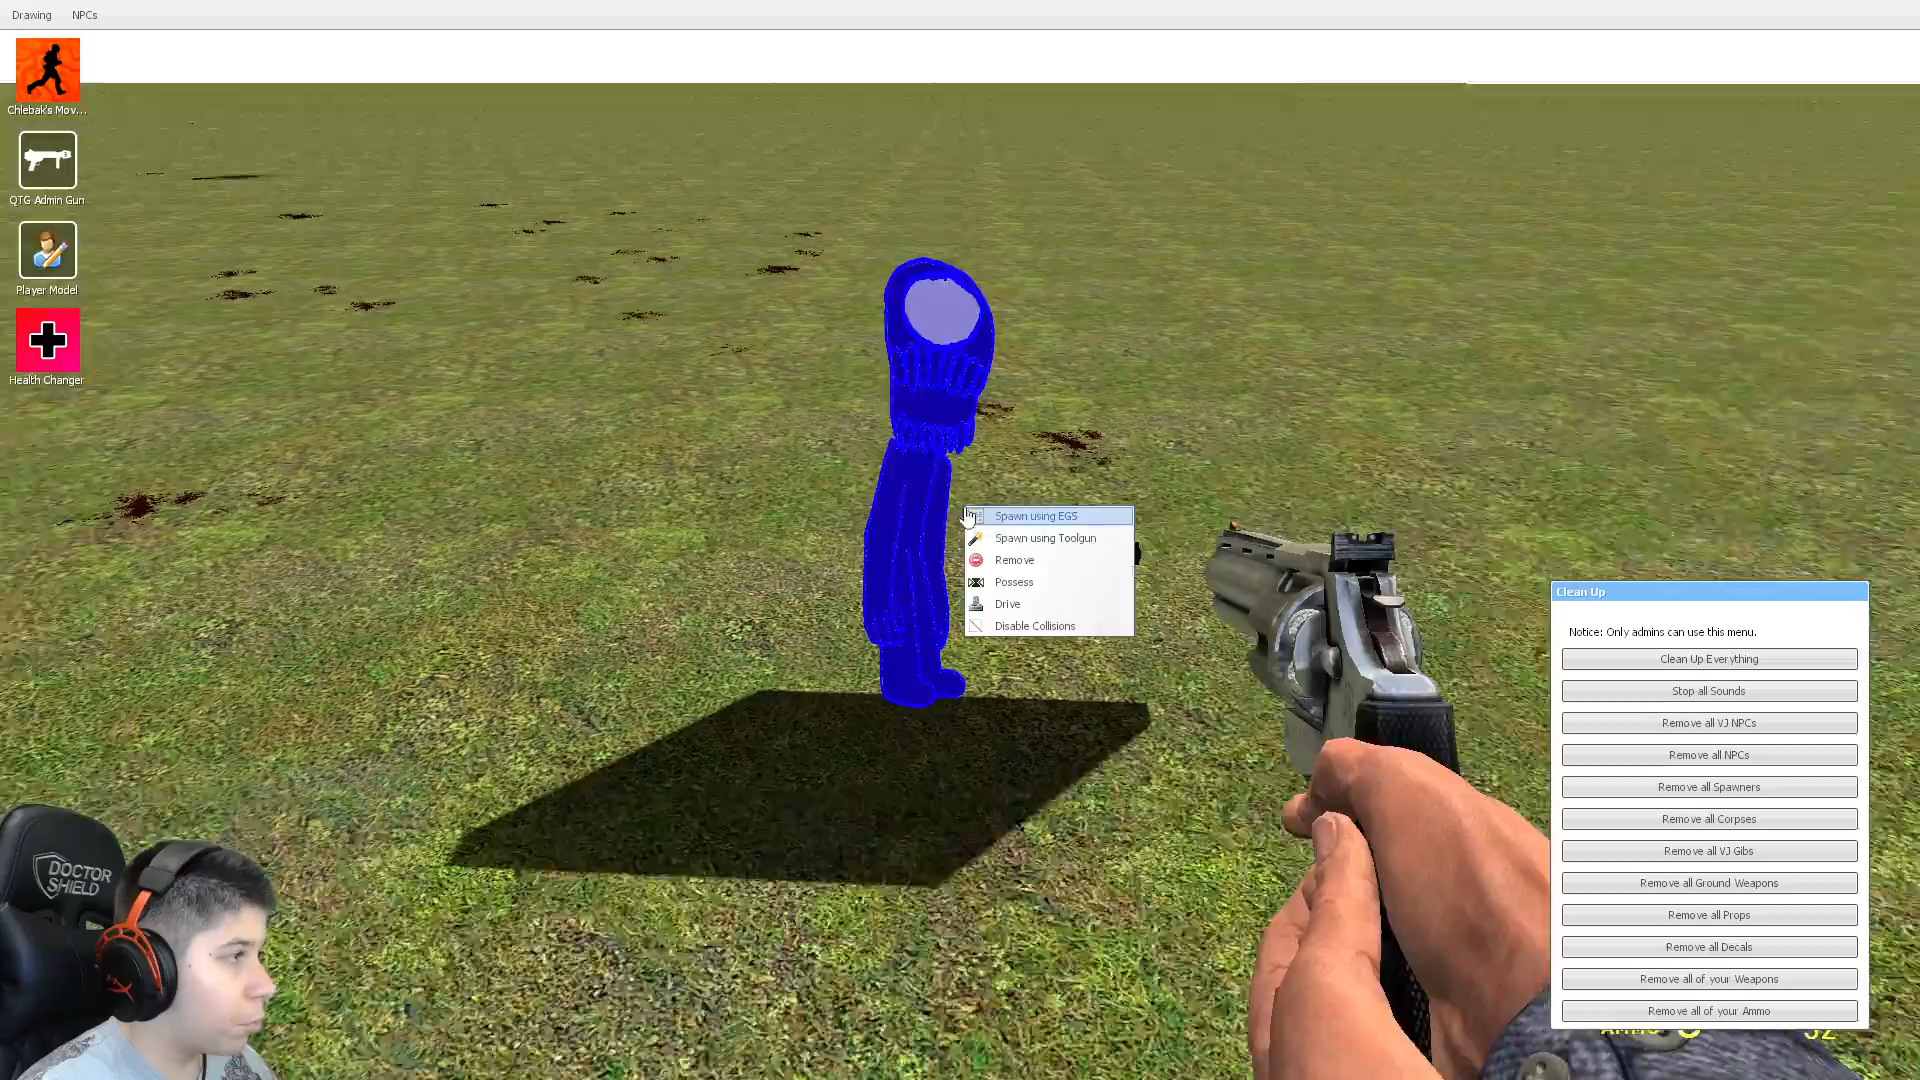 Drawing
NPCs
Chlebak's Mov...
QTG Admin Gun
Player Model
Health Changer
Spawn using EGS
Spawn using Toolgun
Remove
Possess
Drive
Disable Collisions
Clean Up
Notice: Only admins can use this menu.
Clean Up Everything
Stop all Sounds
Remove all VJ NPCs
Remove all NPCs
Remove all Spawners
Remove all Corpses
Remove all VJ Gibs
Remove all Ground Weapons
Remove all Props
Remove all Decals
Remove all of your Weapons
Remove all of your Ammo
DOCTOR
SHIELD